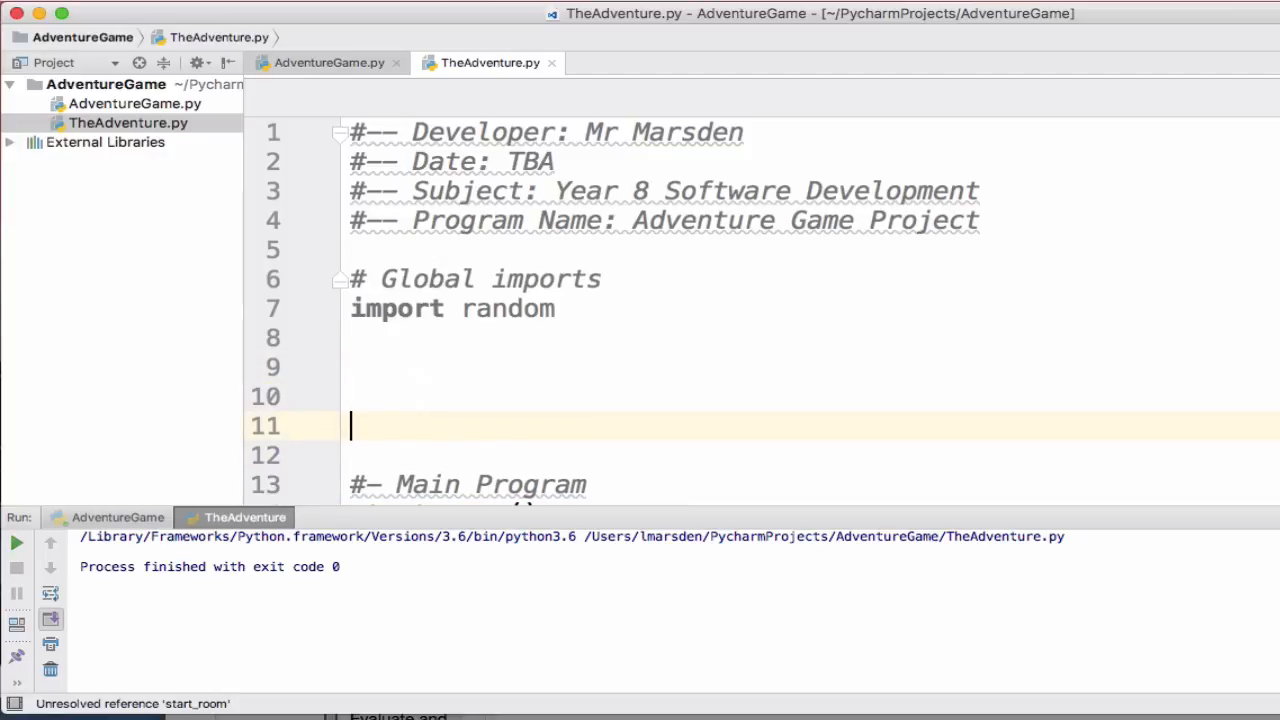 TheAdventure.py - AdventureGame - [~/PycharmProjects/AdventureGame]
AdventureGame TheAdventure.py
Project AdventureGame.py TheAdventure.py
AdventureGame ~/Pycharm
AdventureGame.py
TheAdventure.py
External Libraries
1 #-- Developer: Mr Marsden
2 #-- Date: TBA
3 #-- Subject: Year 8 Software Development
4 #-- Program Name: Adventure Game Project
5
6 # Global imports
7 import random
8
9
10
11
12
13 #- Main Program
Run: AdventureGame TheAdventure
/Library/Frameworks/Python.framework/Versions/3.6/bin/python3.6 /Users/lmarsden/PycharmProjects/AdventureGame/TheAdventure.py
Process finished with exit code 0
Unresolved reference 'start_room'
Evaluate and